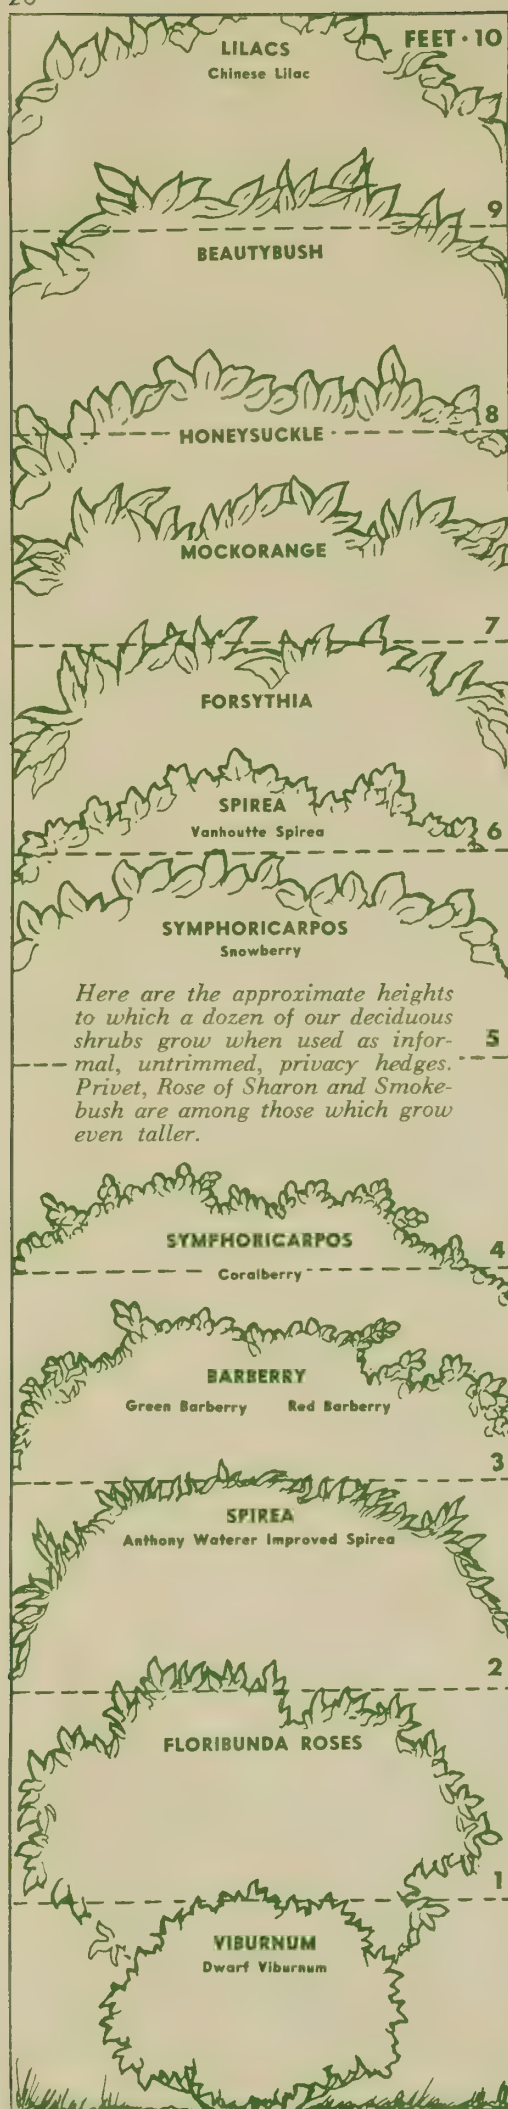 LILACS
FEET • 10
Chinese Lilac
9
BEAUTYBUSH
8
HONEYSUCKLE
MOCKORANGE
7
FORSYTHIA
SPIREA
Vanhoutte Spirea
6
SYMPHORICARPOS
Snowberry
Here are the approximate heights
to which a dozen of our deciduous
shrubs grow when used as infor-
mal, untrimmed, privacy hedges.
Privet, Rose of Sharon and Smoke-
bush are among those which grow
even taller.
5
SYMPHORICARPOS
4
Coralberry
BARBERRY
Green Barberry Red Barberry
3
SPIREA
Anthony Waterer Improved Spirea
2
FLORIBUNDA ROSES
1
VIBURNUM
Dwarf Viburnum